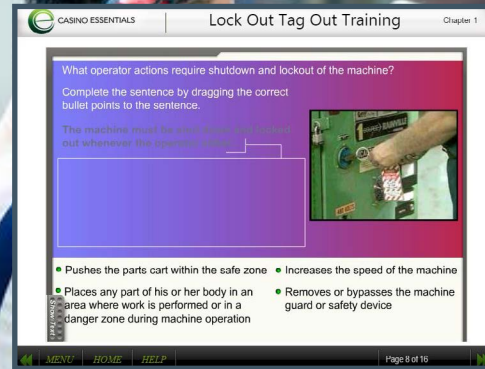 CASINO ESSENTIALS
Lock Out Tag Out Training
Chapter 1
What operator actions require shutdown and lockout of the machine?
Complete the sentence by dragging the correct
bullet points to the sentence.
The machine must be
locked
out whenever the operator
Pushes the parts cart within the safe zone
Increases the speed of the machine
Places any part of his or her body in an
area where work is performed or in a
danger zone during machine operation
Removes or bypasses the machine
guard or safety device
Show Text
MENU HOME HELP
Page 8 of 16